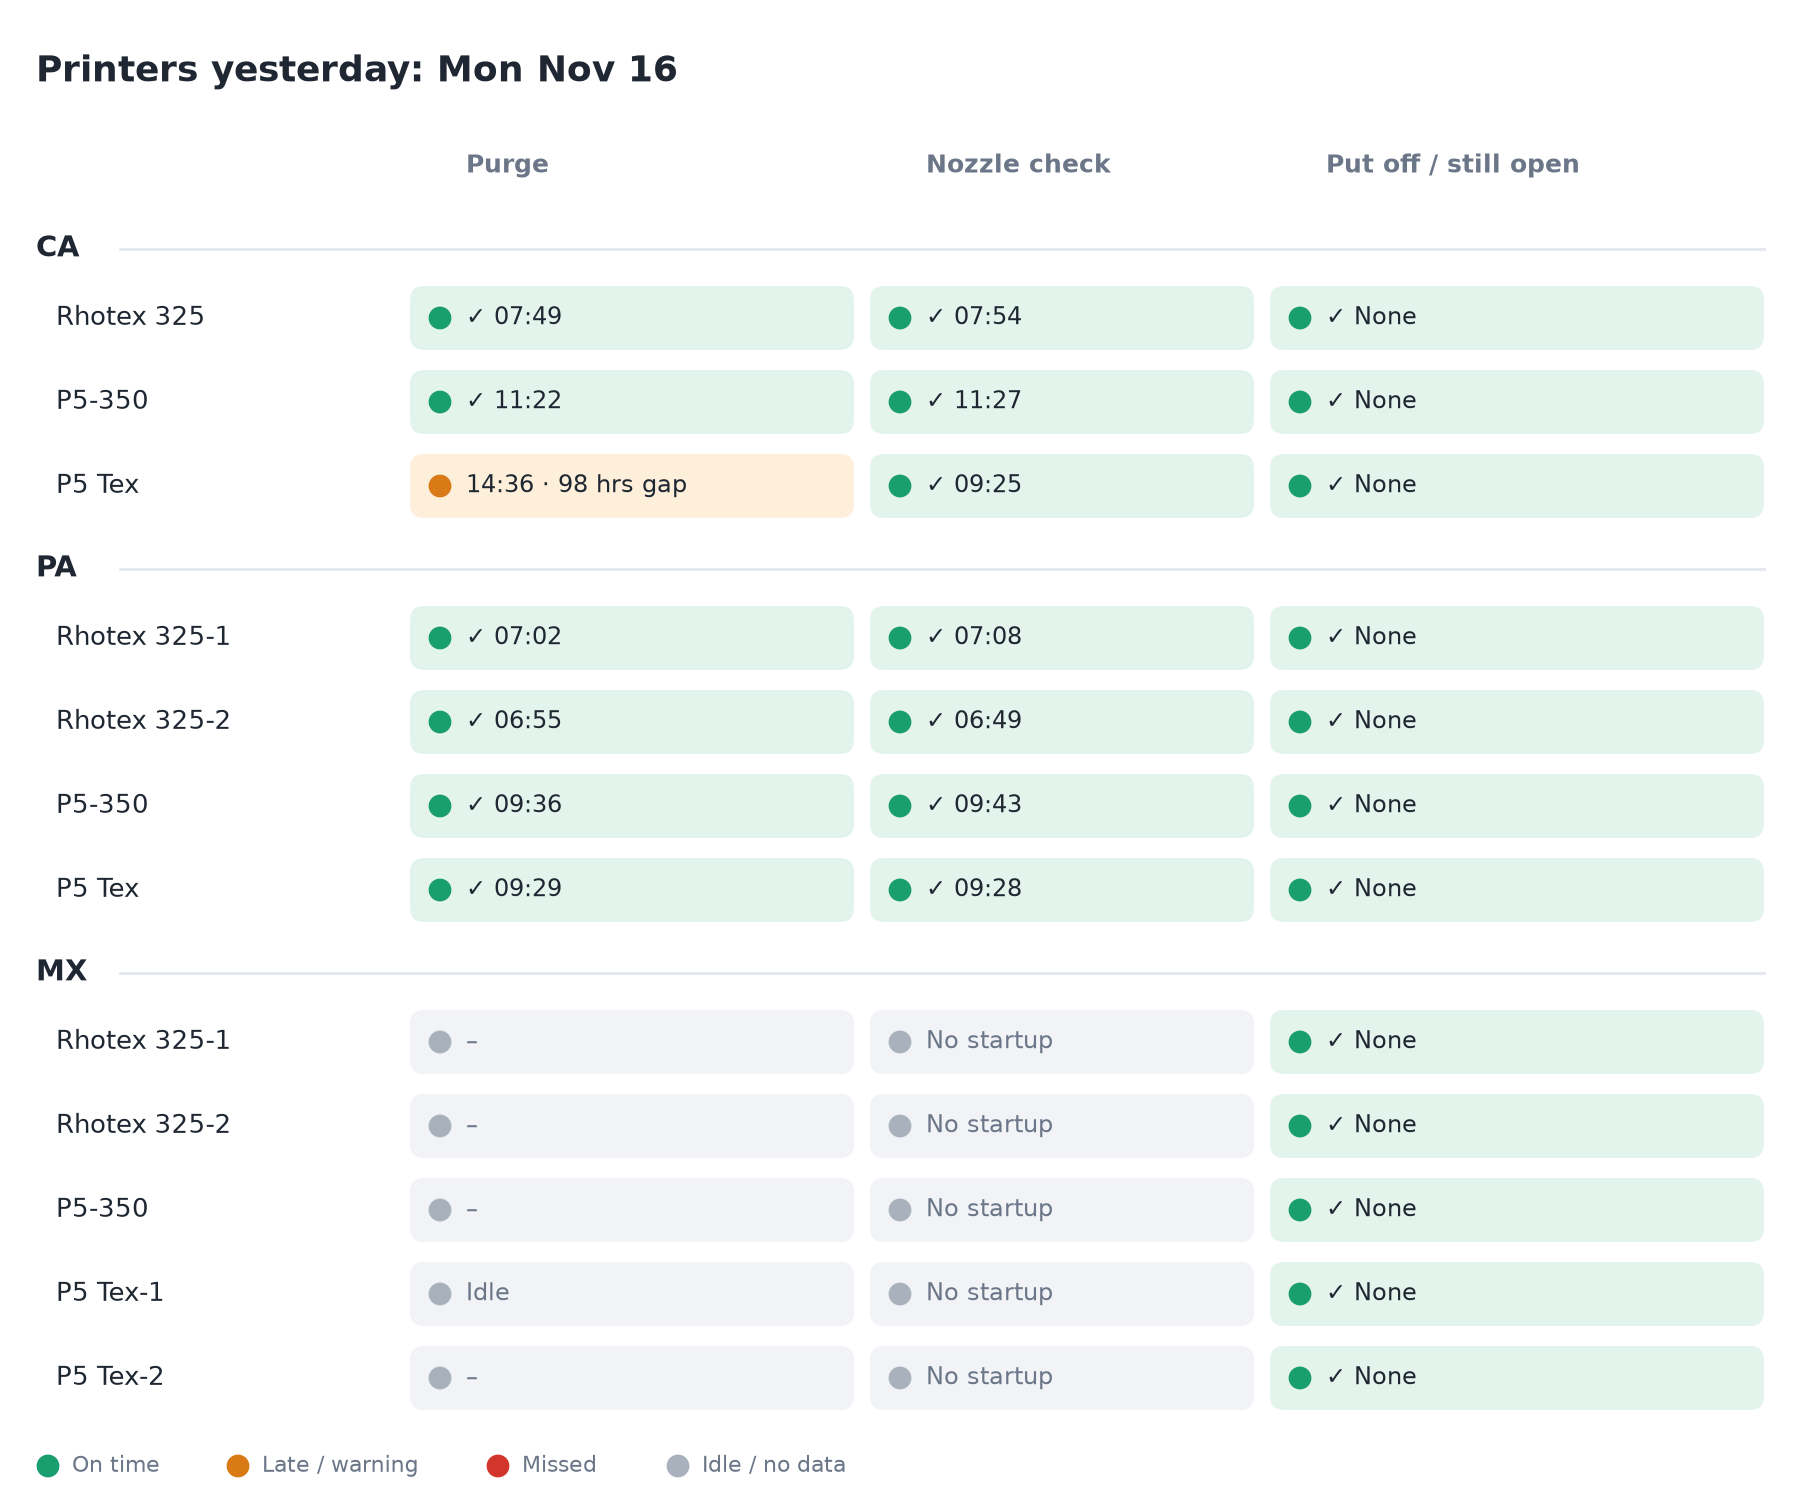 Printers yesterday: Mon Nov 16
Purge Nozzle check Put off / still open
CA
Rhotex 325 ✓ 07:49 ✓ 07:54 ✓ None
P5-350 ✓ 11:22 ✓ 11:27 ✓ None
P5 Tex 14:36 · 98 hrs gap ✓ 09:25 ✓ None
PA
Rhotex 325-1 ✓ 07:02 ✓ 07:08 ✓ None
Rhotex 325-2 ✓ 06:55 ✓ 06:49 ✓ None
P5-350 ✓ 09:36 ✓ 09:43 ✓ None
P5 Tex ✓ 09:29 ✓ 09:28 ✓ None
MX
Rhotex 325-1 – No startup ✓ None
Rhotex 325-2 – No startup ✓ None
P5-350 – No startup ✓ None
P5 Tex-1 Idle No startup ✓ None
P5 Tex-2 – No startup ✓ None
On time Late / warning Missed Idle / no data